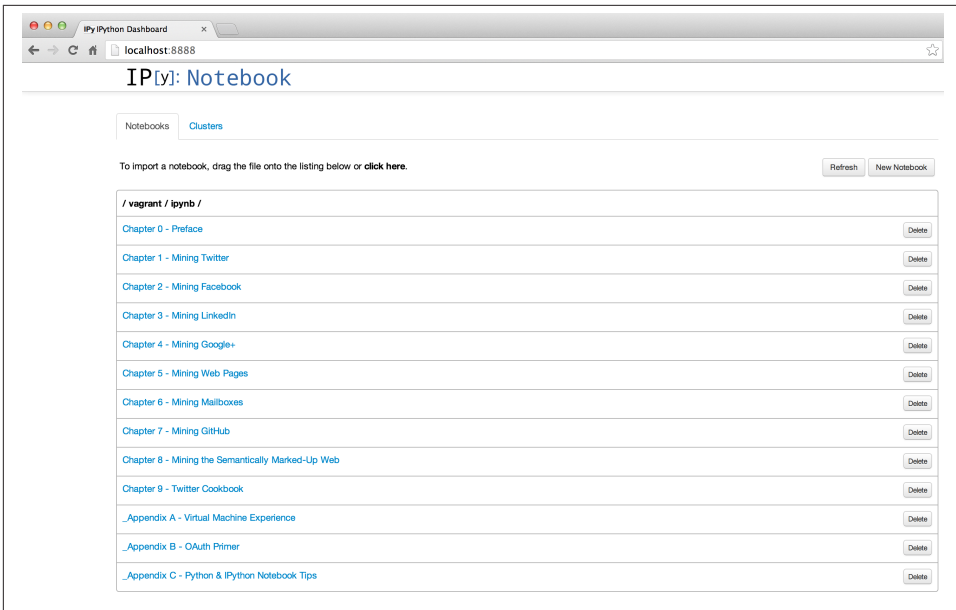 IPy IPython Dashboard
localhost:8888
IP[y]: Notebook
Notebooks Clusters
To import a notebook, drag the file onto the listing below or click here. Refresh New Notebook
/ vagrant / ipynb /
Chapter 0 - Preface Delete
Chapter 1 - Mining Twitter Delete
Chapter 2 - Mining Facebook Delete
Chapter 3 - Mining LinkedIn Delete
Chapter 4 - Mining Google+ Delete
Chapter 5 - Mining Web Pages Delete
Chapter 6 - Mining Mailboxes Delete
Chapter 7 - Mining GitHub Delete
Chapter 8 - Mining the Semantically Marked-Up Web Delete
Chapter 9 - Twitter Cookbook Delete
_Appendix A - Virtual Machine Experience Delete
_Appendix B - OAuth Primer Delete
_Appendix C - Python & IPython Notebook Tips Delete